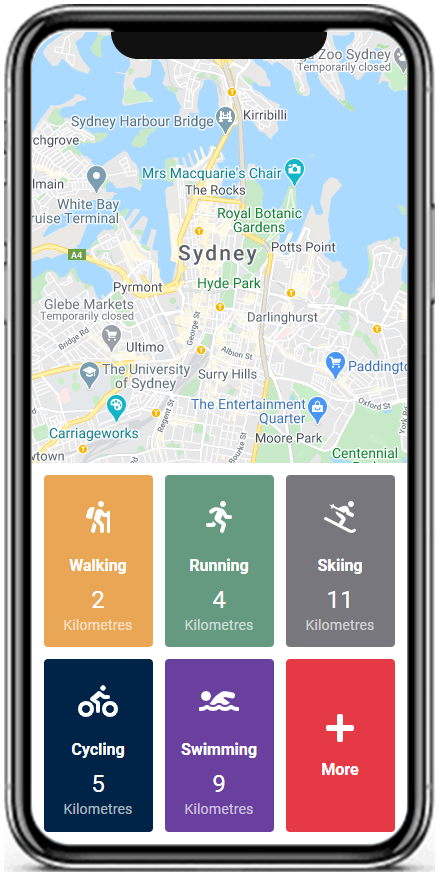 Zoo Sydney
Temporarily closed
Kirribilli
Sydney Harbour Bridge
chgrove
Mrs Macquarie's Chair
lmain
The Rocks
White Bay
ruise Terminal
Royal Botanic
Gardens
Potts Point
A4
Sydney
Hyde Park
Pyrmont
Glebe Markets
Temporarily closed
Darlinghurst
Bridge Rd
George St
Ultimo
Albion St
The University
of Sydney
Surry Hills
Paddingto
The Entertainment
Quarter
Oxford St
York Rd
Regent St
Carriageworks
Bourke St
Moore Park
wtown
Centennial
Walking
2
Kilometres
Running
4
Kilometres
Skiing
11
Kilometres
Cycling
5
Kilometres
Swimming
9
Kilometres
More